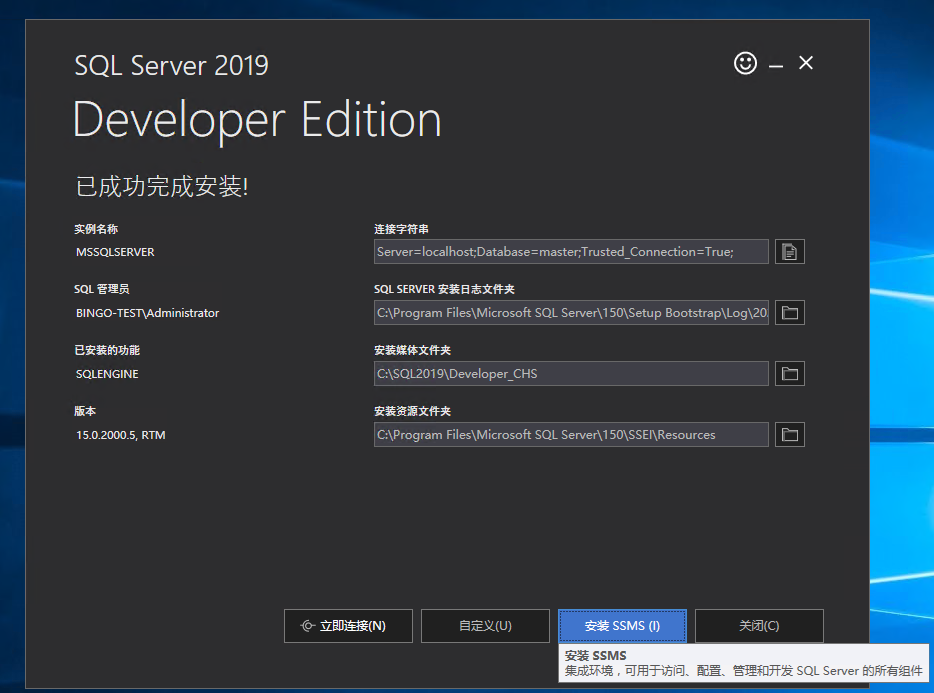 SQL Server 2019
Developer Edition
已成功完成安装!
实例名称
MSSQLSERVER
连接字符串
Server=localhost;Database=master;Trusted_Connection=True;
SQL 管理员
BINGO-TEST\Administrator
SQL SERVER 安装日志文件夹
C:\Program Files\Microsoft SQL Server\150\Setup Bootstrap\Log\20
已安装的功能
SQLENGINE
安装媒体文件夹
C:\SQL2019\Developer_CHS
版本
15.0.2000.5, RTM
安装资源文件夹
C:\Program Files\Microsoft SQL Server\150\SSEI\Resources
立即连接(N)
自定义(U)
安装 SSMS (I)
关闭(C)
安装 SSMS
集成环境，可用于访问、配置、管理和开发 SQL Server 的所有组件